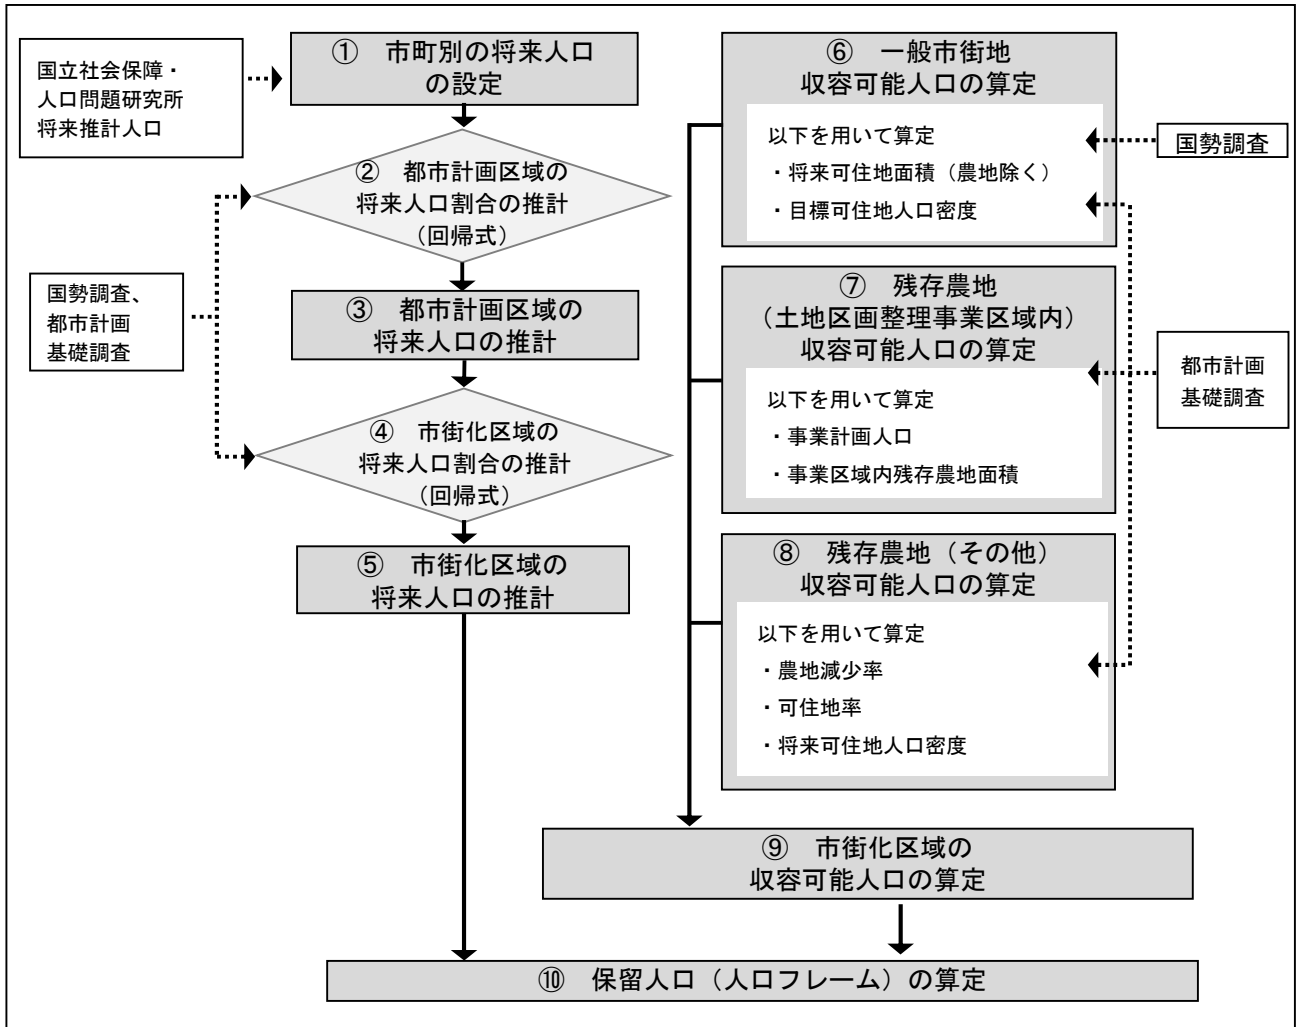 国立社会保障・
人口問題研究所
将来推計人口
①　市町別の将来人口
の設定
②　都市計画区域の
将来人口割合の推計
（回帰式）
国勢調査、
都市計画
基礎調査
③　都市計画区域の
将来人口の推計
④　市街化区域の
将来人口割合の推計
（回帰式）
⑤　市街化区域の
将来人口の推計
⑥　一般市街地
収容可能人口の算定
以下を用いて算定
・将来可住地面積（農地除く）
・目標可住地人口密度
国勢調査
⑦　残存農地
（土地区画整理事業区域内）
収容可能人口の算定
以下を用いて算定
・事業計画人口
・事業区域内残存農地面積
都市計画
基礎調査
⑧　残存農地（その他）
収容可能人口の算定
以下を用いて算定
・農地減少率
・可住地率
・将来可住地人口密度
⑨　市街化区域の
収容可能人口の算定
⑩　保留人口（人口フレーム）の算定